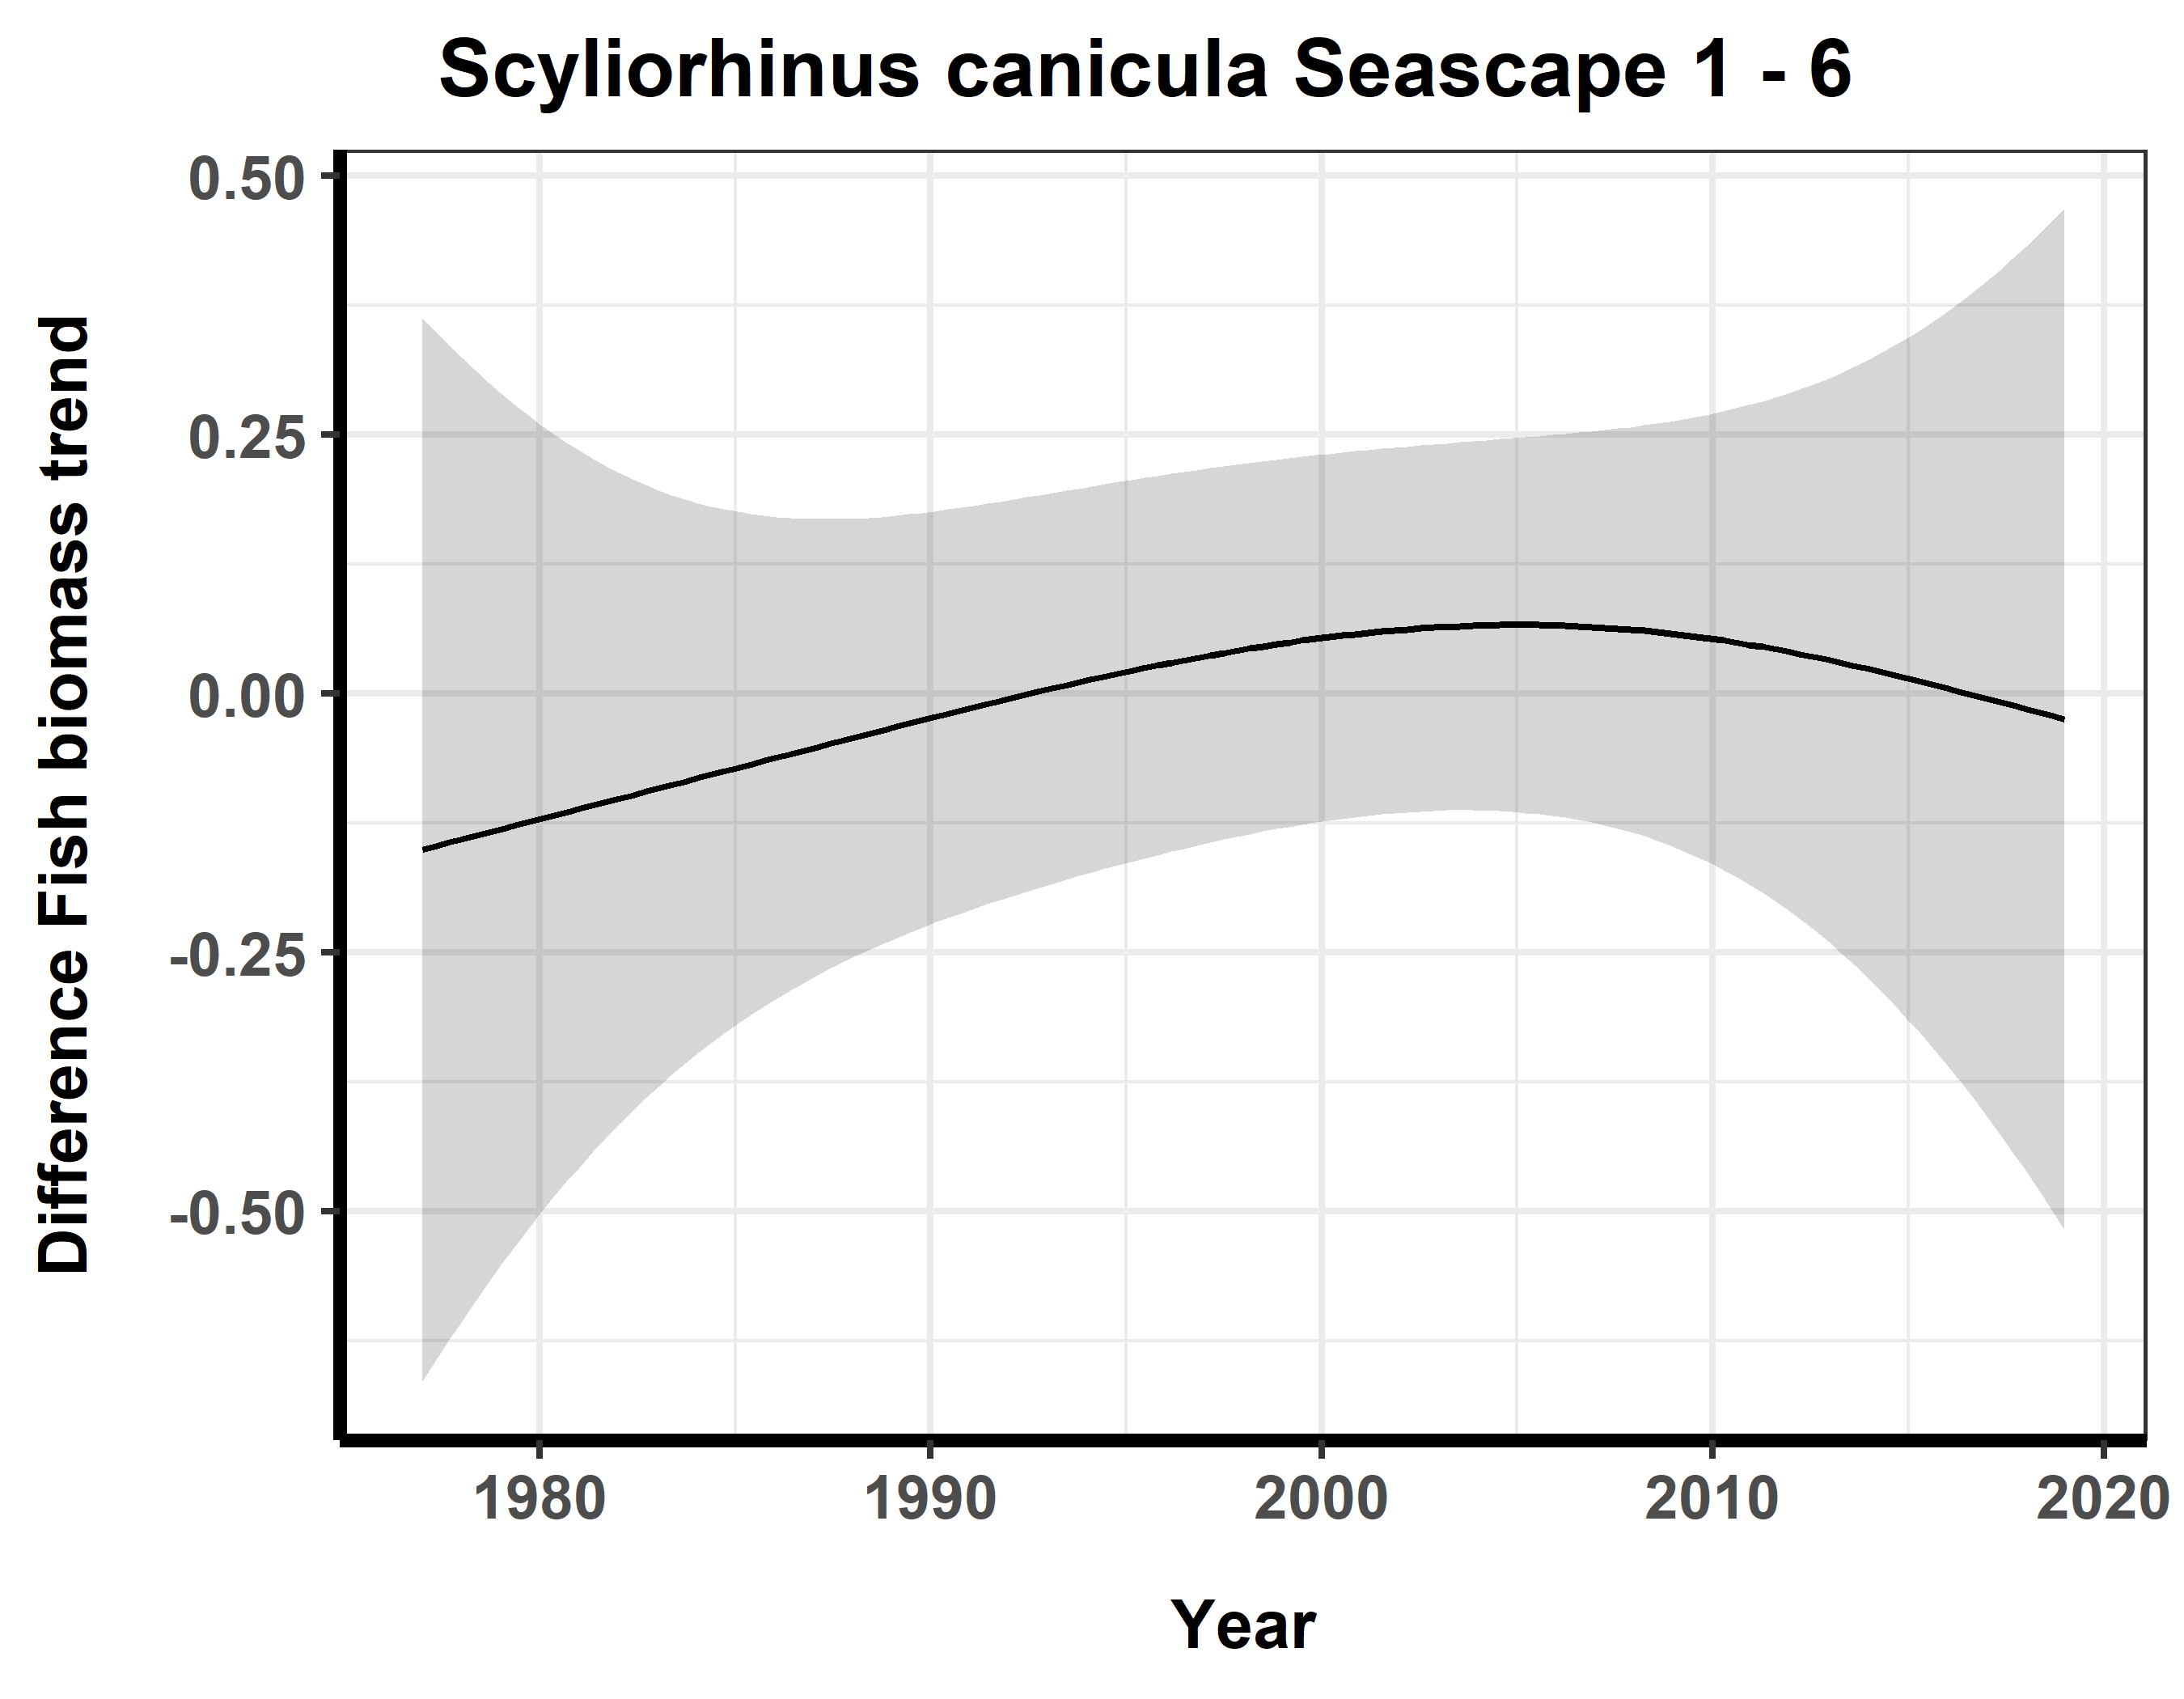 Scyliorhinus canicula Seascape 1 - 6
Difference Fish biomass trend
0.50
0.25
0.00
-0.25
-0.50
1980 1990 2000 2010 2020
Year